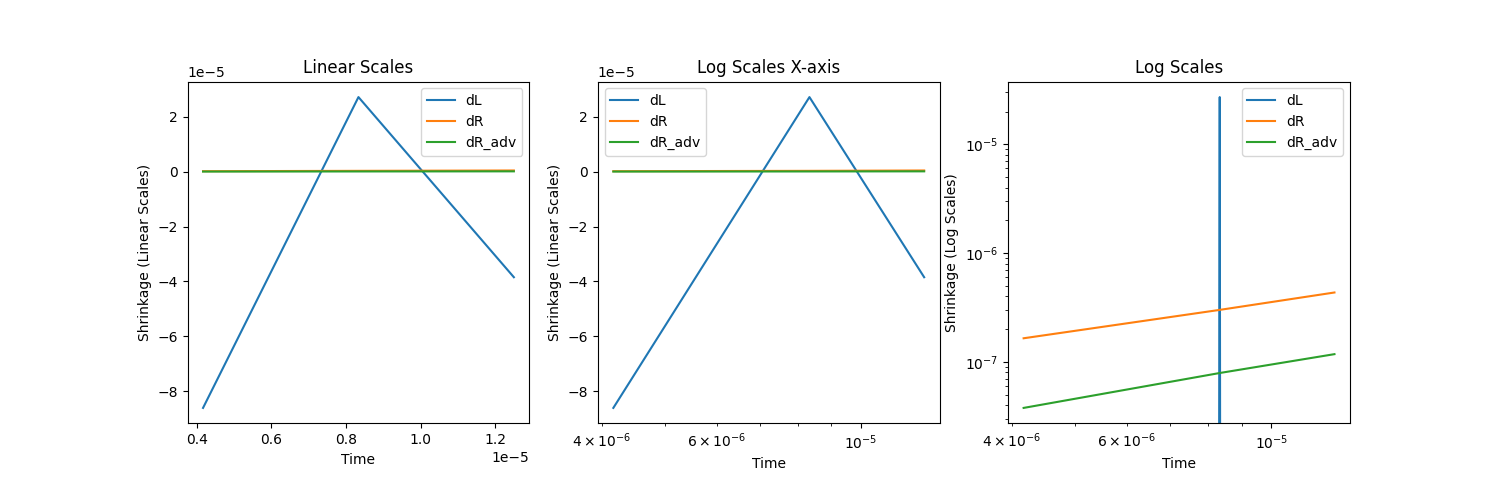 Linear Scales
1e−5
Shrinkage (Linear Scales)
2
0
−2
−4
−6
−8
dL
dR
dR_adv
0.4
0.6
0.8
1.0
1.2
1e−5
Time
Log Scales X-axis
1e−5
Shrinkage (Linear Scales)
2
0
−2
−4
−6
−8
dL
dR
dR_adv
4 × 10⁻⁶
6 × 10⁻⁶
10⁻⁵
Time
Log Scales
Shrinkage (Log Scales)
10⁻⁵
10⁻⁶
10⁻⁷
dL
dR
dR_adv
4 × 10⁻⁶
6 × 10⁻⁶
10⁻⁵
Time